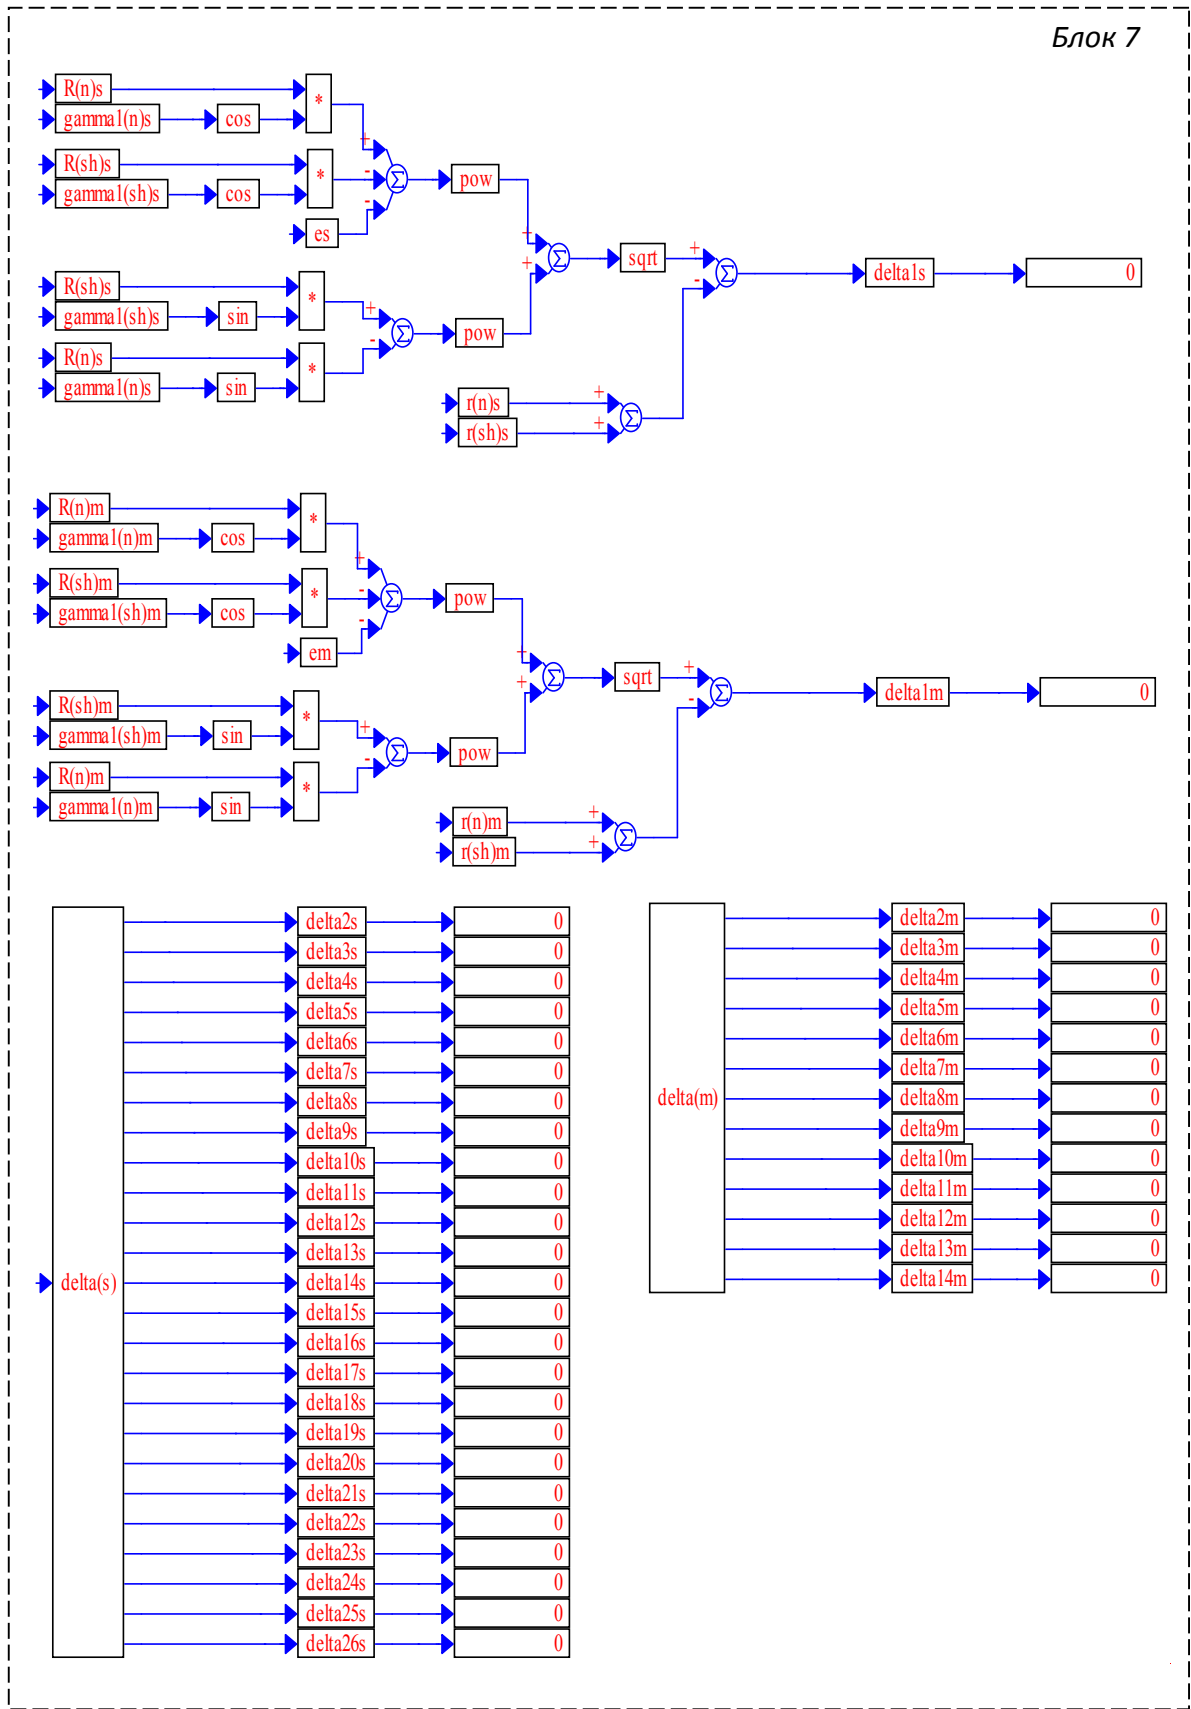 Блок 7
R(n)s
*
gamma1(n)s cos
+
R(sh)s
* - pow
gamma1(sh)s cos
-
es
+
sqrt +
+ delta1s 0
R(sh)s -
*
gamma1(sh)s sin +
Σ pow
-
R(n)s
*
gamma1(n)s sin
r(n)s +
Σ
r(sh)s +
R(n)m
*
gamma1(n)m cos
+
R(sh)m
* - pow
gamma1(sh)m cos
-
em
+
sqrt +
+ delta1m 0
R(sh)m -
*
gamma1(sh)m sin +
Σ pow
-
R(n)m
*
gamma1(n)m sin
r(n)m +
Σ
r(sh)m +
delta(s)
delta2s 0
delta3s 0
delta4s 0
delta5s 0
delta6s 0
delta7s 0
delta8s 0
delta9s 0
delta10s 0
delta11s 0
delta12s 0
delta13s 0
delta14s 0
delta15s 0
delta16s 0
delta17s 0
delta18s 0
delta19s 0
delta20s 0
delta21s 0
delta22s 0
delta23s 0
delta24s 0
delta25s 0
delta26s 0
delta(m)
delta2m 0
delta3m 0
delta4m 0
delta5m 0
delta6m 0
delta7m 0
delta8m 0
delta9m 0
delta10m 0
delta11m 0
delta12m 0
delta13m 0
delta14m 0